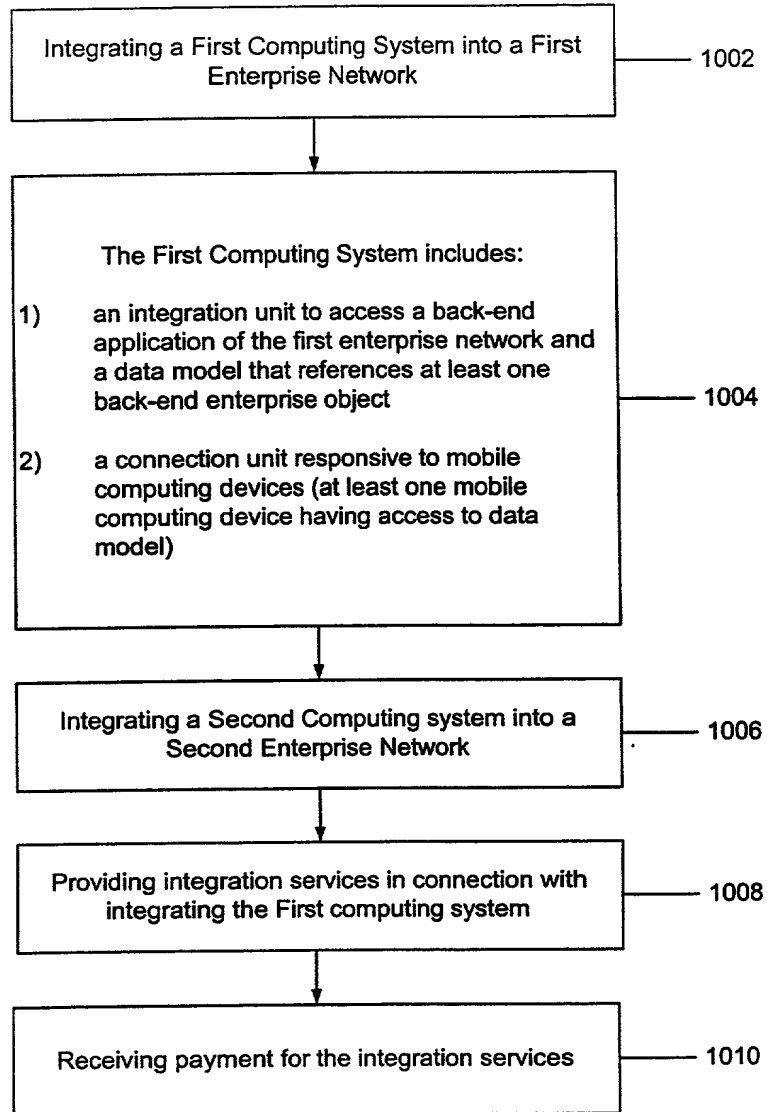 Integrating a First Computing System into a First
Enterprise Network
1002
The First Computing System includes:
1) an integration unit to access a back-end
application of the first enterprise network and
a data model that references at least one
back-end enterprise object
2) a connection unit responsive to mobile
computing devices (at least one mobile
computing device having access to data
model)
1004
Integrating a Second Computing system into a
Second Enterprise Network
1006
Providing integration services in connection with
integrating the First computing system
1008
Receiving payment for the integration services
1010